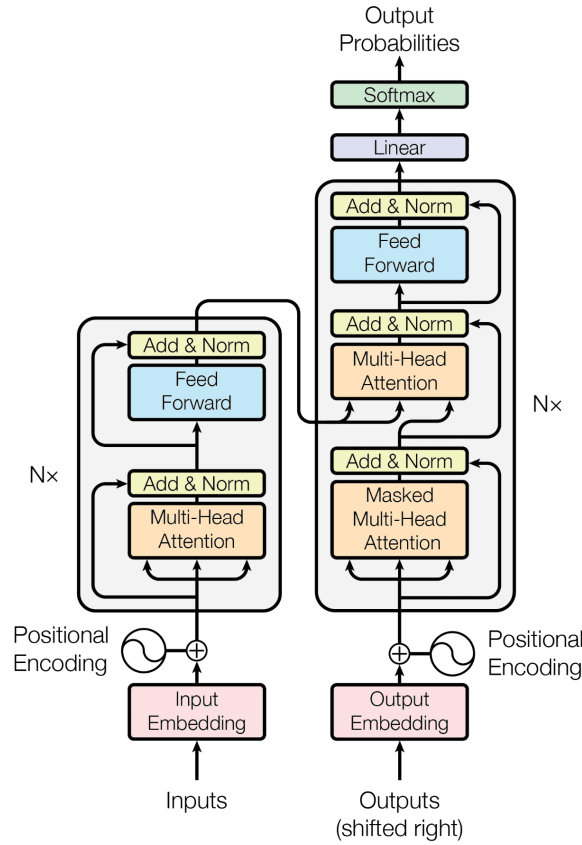 Output
Probabilities
Softmax
Linear
Add & Norm
Feed
Forward
Add & Norm
Multi-Head
Attention
Add & Norm
Masked
Multi-Head
Attention
Nx
Add & Norm
Feed
Forward
Add & Norm
Multi-Head
Attention
Nx
Positional
Encoding
Positional
Encoding
Input
Embedding
Output
Embedding
Inputs
Outputs
(shifted right)